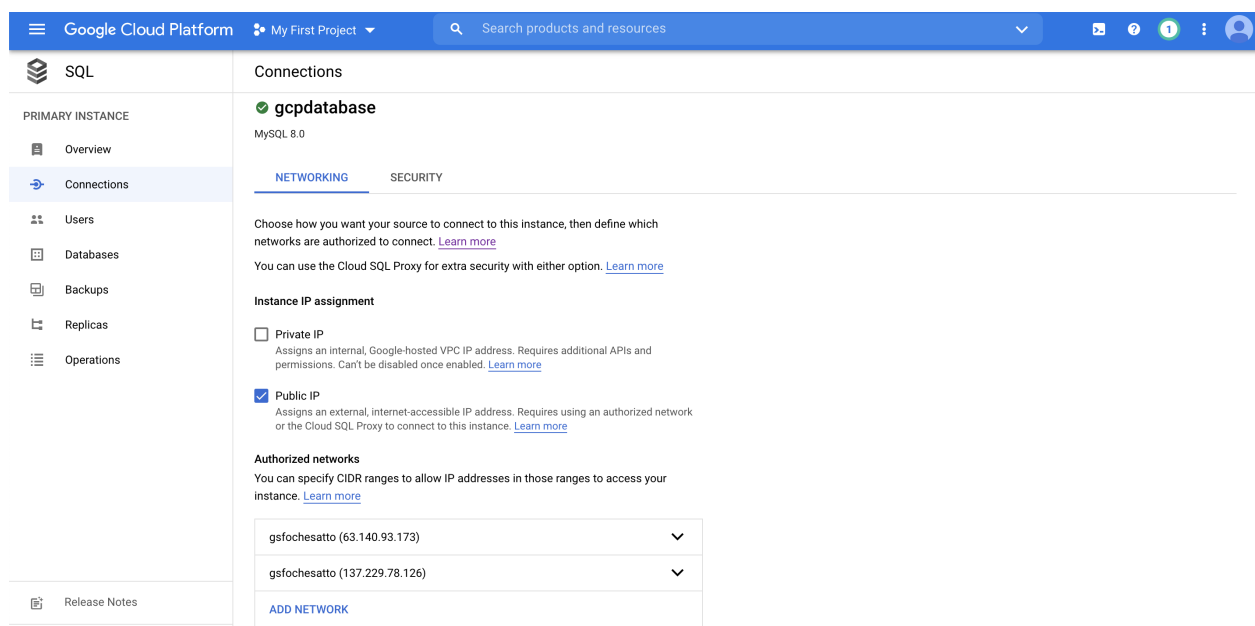 Google Cloud Platform
My First Project
Search products and resources
1
SQL
Connections
PRIMARY INSTANCE
Overview
Connections
Users
Databases
Backups
Replicas
Operations
Release Notes
gcpdatabase
MySQL 8.0
NETWORKING
SECURITY
Choose how you want your source to connect to this instance, then define which
networks are authorized to connect. Learn more
You can use the Cloud SQL Proxy for extra security with either option. Learn more
Instance IP assignment
Private IP
Assigns an internal, Google-hosted VPC IP address. Requires additional APIs and
permissions. Can't be disabled once enabled. Learn more
Public IP
Assigns an external, internet-accessible IP address. Requires using an authorized network
or the Cloud SQL Proxy to connect to this instance. Learn more
Authorized networks
You can specify CIDR ranges to allow IP addresses in those ranges to access your
instance. Learn more
gsfochesatto (63.140.93.173)
gsfochesatto (137.229.78.126)
ADD NETWORK